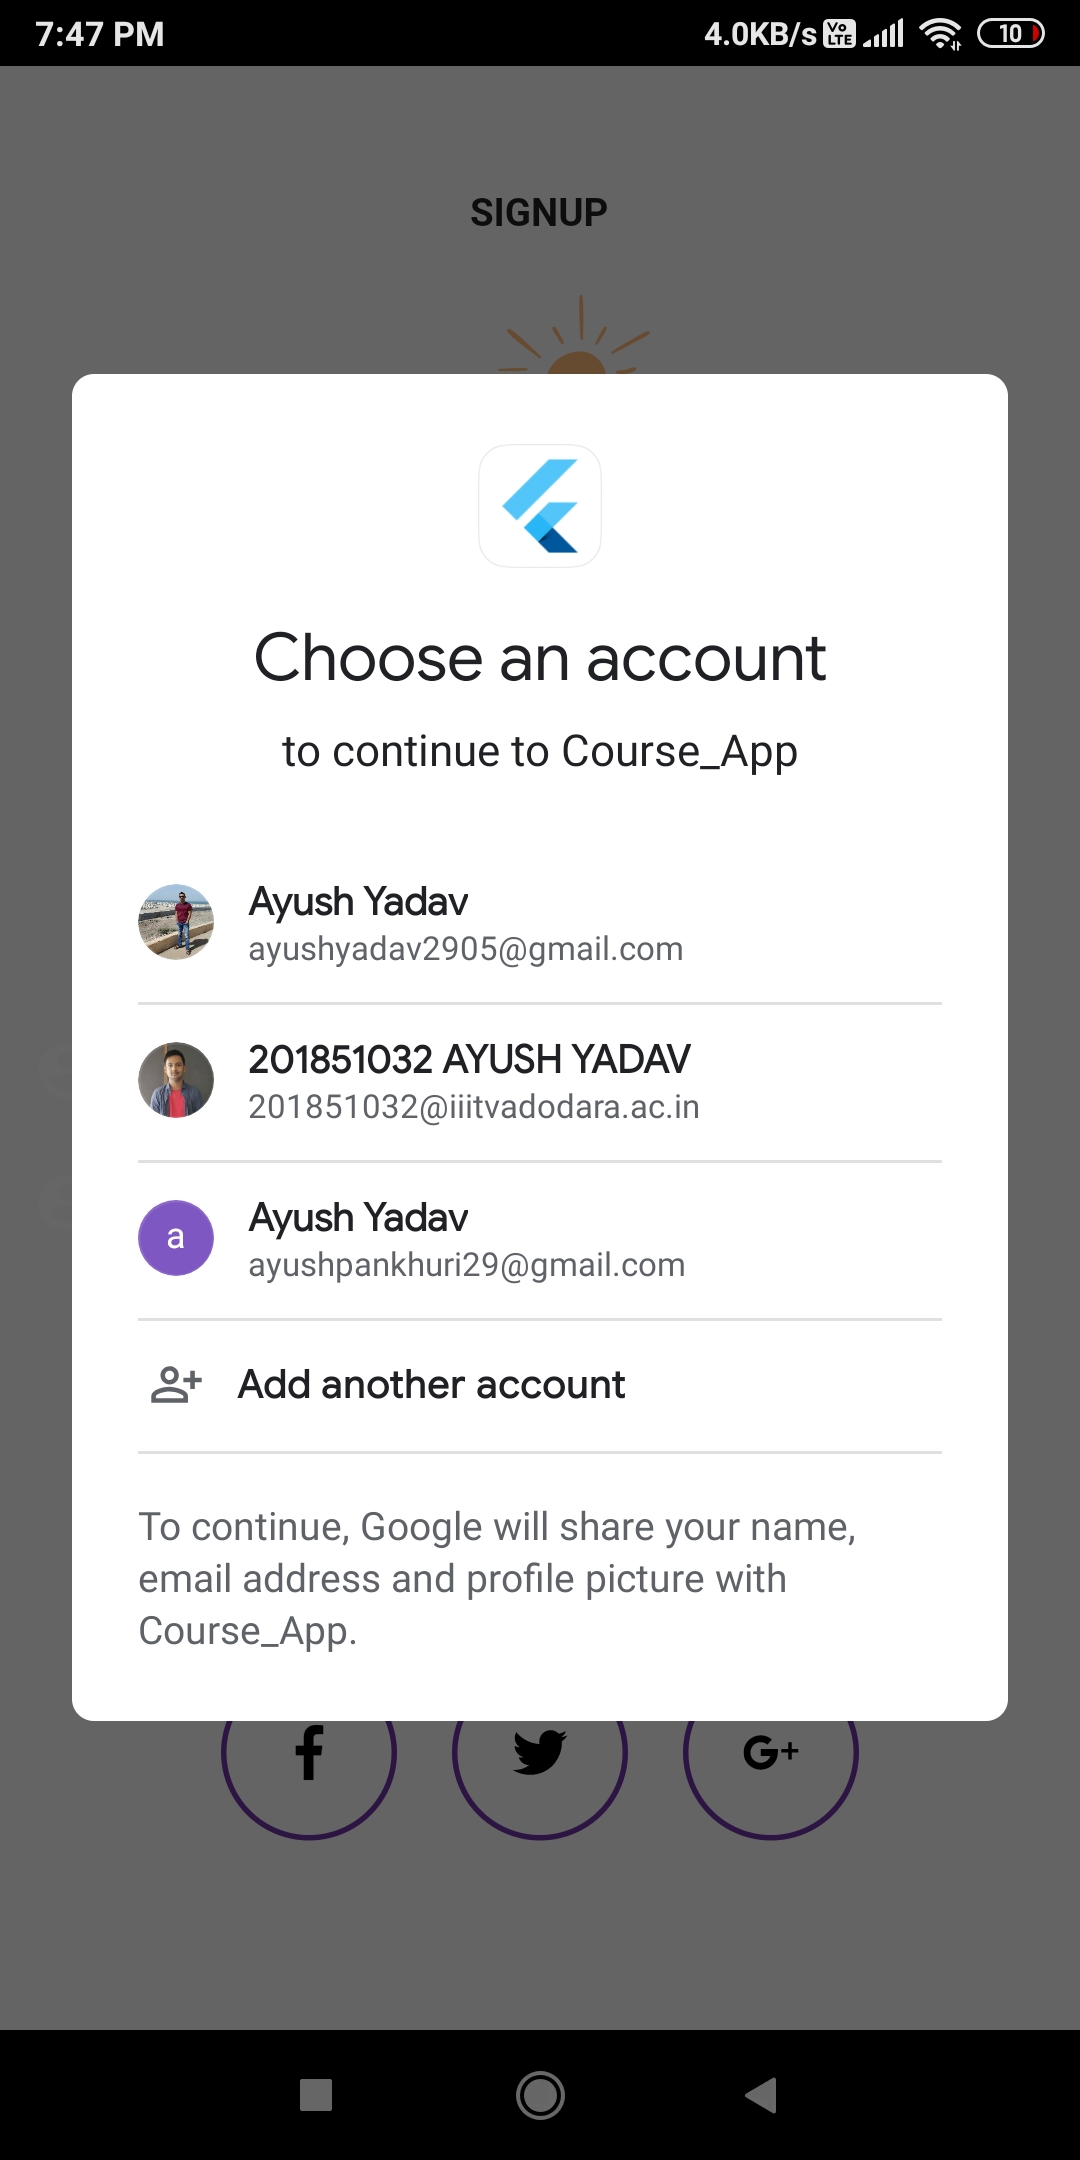 7:47 PM
4.0KB/s
Vo
LTE
10
SIGNUP
Choose an account
to continue to Course_App
Ayush Yadav
ayushyadav2905@gmail.com
201851032 AYUSH YADAV
201851032@iiitvadodara.ac.in
a
Ayush Yadav
ayushpankhuri29@gmail.com
Add another account
To continue, Google will share your name,
email address and profile picture with
Course_App.
f
G+